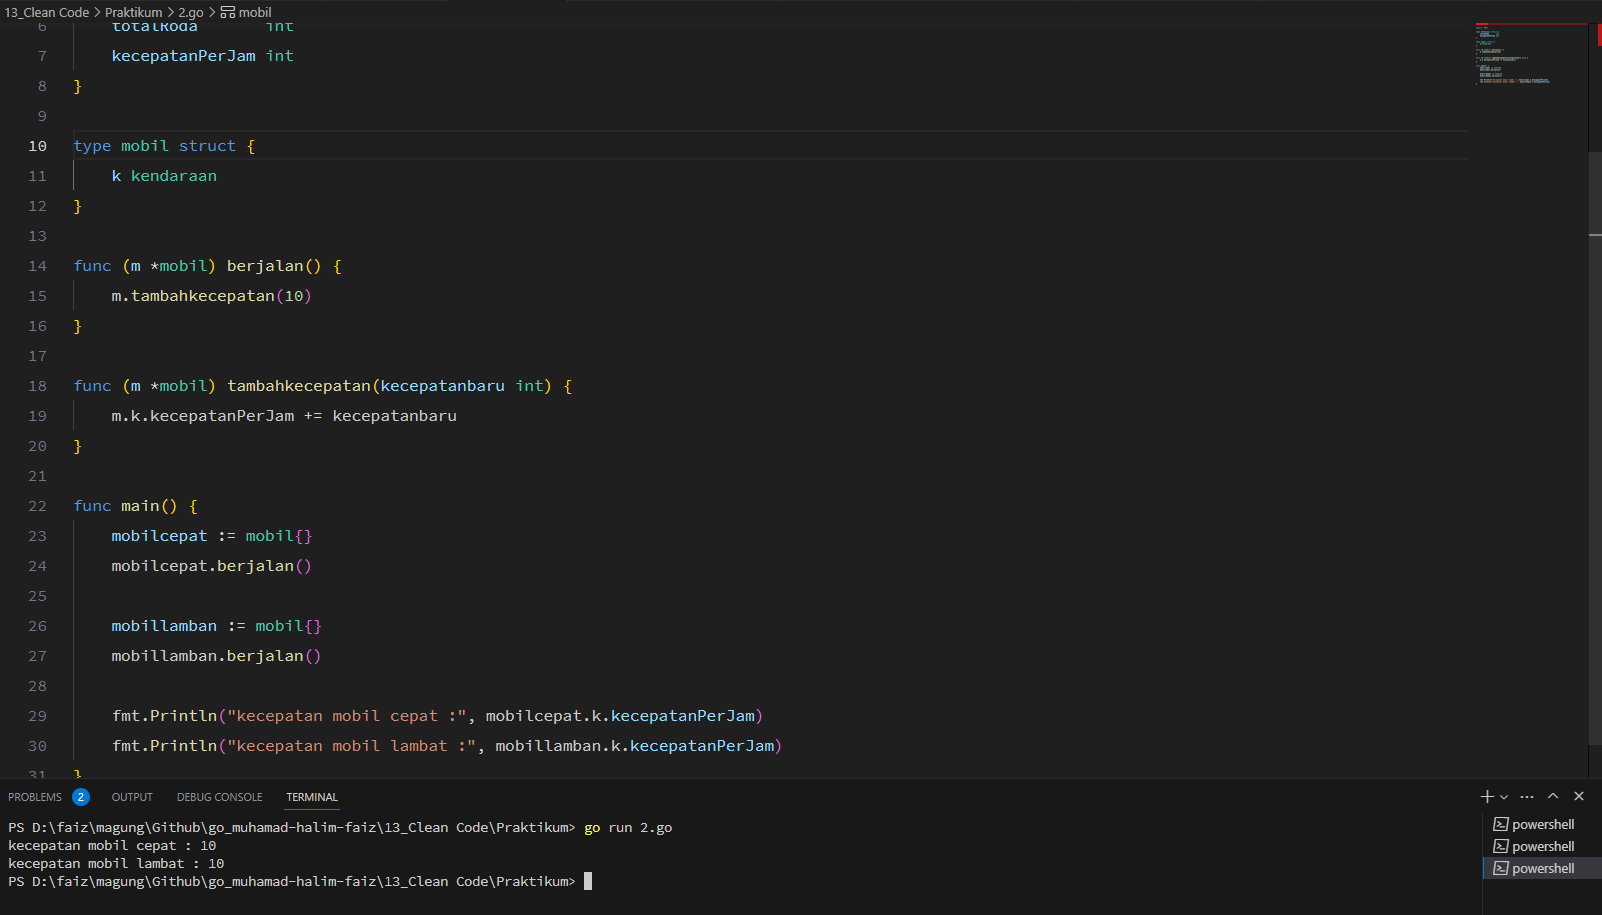 13_Clean Code > Praktikum > 2.go > mobil
6 totalRoda int
7 kecepatanPerJam int
8 }
9
10 type mobil struct {
11 k kendaraan
12 }
13
14 func (m *mobil) berjalan() {
15 m.tambahkecepatan(10)
16 }
17
18 func (m *mobil) tambahkecepatan(kecepatanbaru int) {
19 m.k.kecepatanPerJam += kecepatanbaru
20 }
21
22 func main() {
23 mobilcepat := mobil{}
24 mobilcepat.berjalan()
25
26 mobillamban := mobil{}
27 mobillamban.berjalan()
28
29 fmt.Println("kecepatan mobil cepat :", mobilcepat.k.kecepatanPerJam)
30 fmt.Println("kecepatan mobil lambat :", mobillamban.k.kecepatanPerJam)
31 }
PROBLEMS 2 OUTPUT DEBUG CONSOLE TERMINAL
PS D:\faiz\magung\Github\go_muhamad-halim-faiz\13_Clean Code\Praktikum> go run 2.go
kecepatan mobil cepat : 10
kecepatan mobil lambat : 10
PS D:\faiz\magung\Github\go_muhamad-halim-faiz\13_Clean Code\Praktikum>
powershell
powershell
powershell